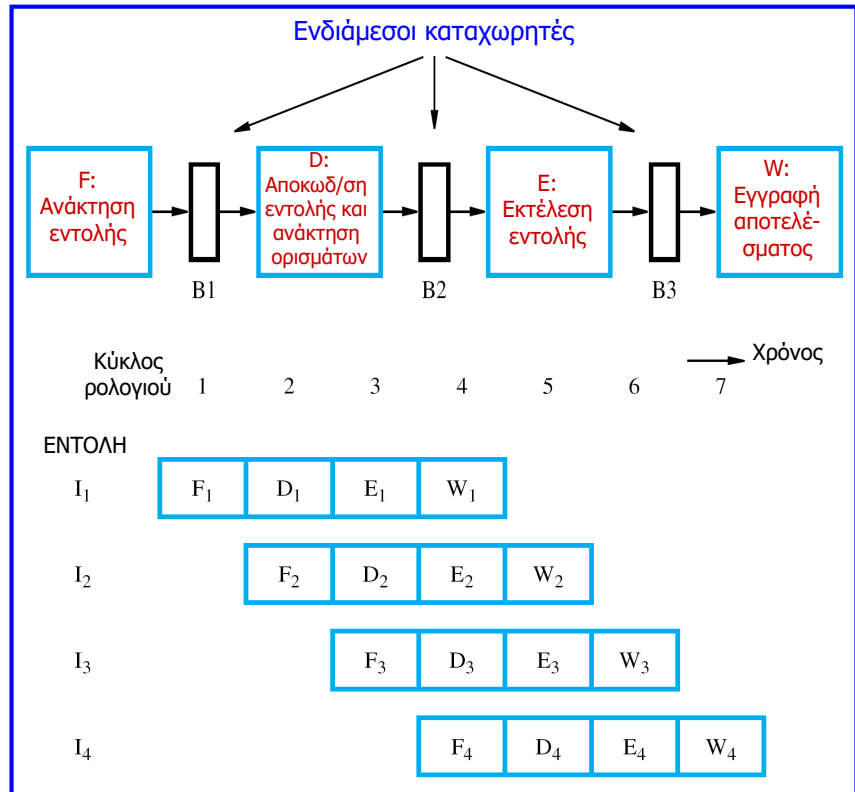 Ενδιάμεσοι καταχωρητές
F:
Ανάκτηση
εντολής
D:
Αποκωδ/ση
εντολής και
ανάκτηση
ορισμάτων
E:
Εκτέλεση
εντολής
W:
Εγγραφή
αποτελέ-
σματος
B1
B2
B3
Κύκλος
ρολογιού 1 2 3 4 5 6 7
Χρόνος
ΕΝΤΟΛΗ
I1 F1 D1 E1 W1
I2 F2 D2 E2 W2
I3 F3 D3 E3 W3
I4 F4 D4 E4 W4